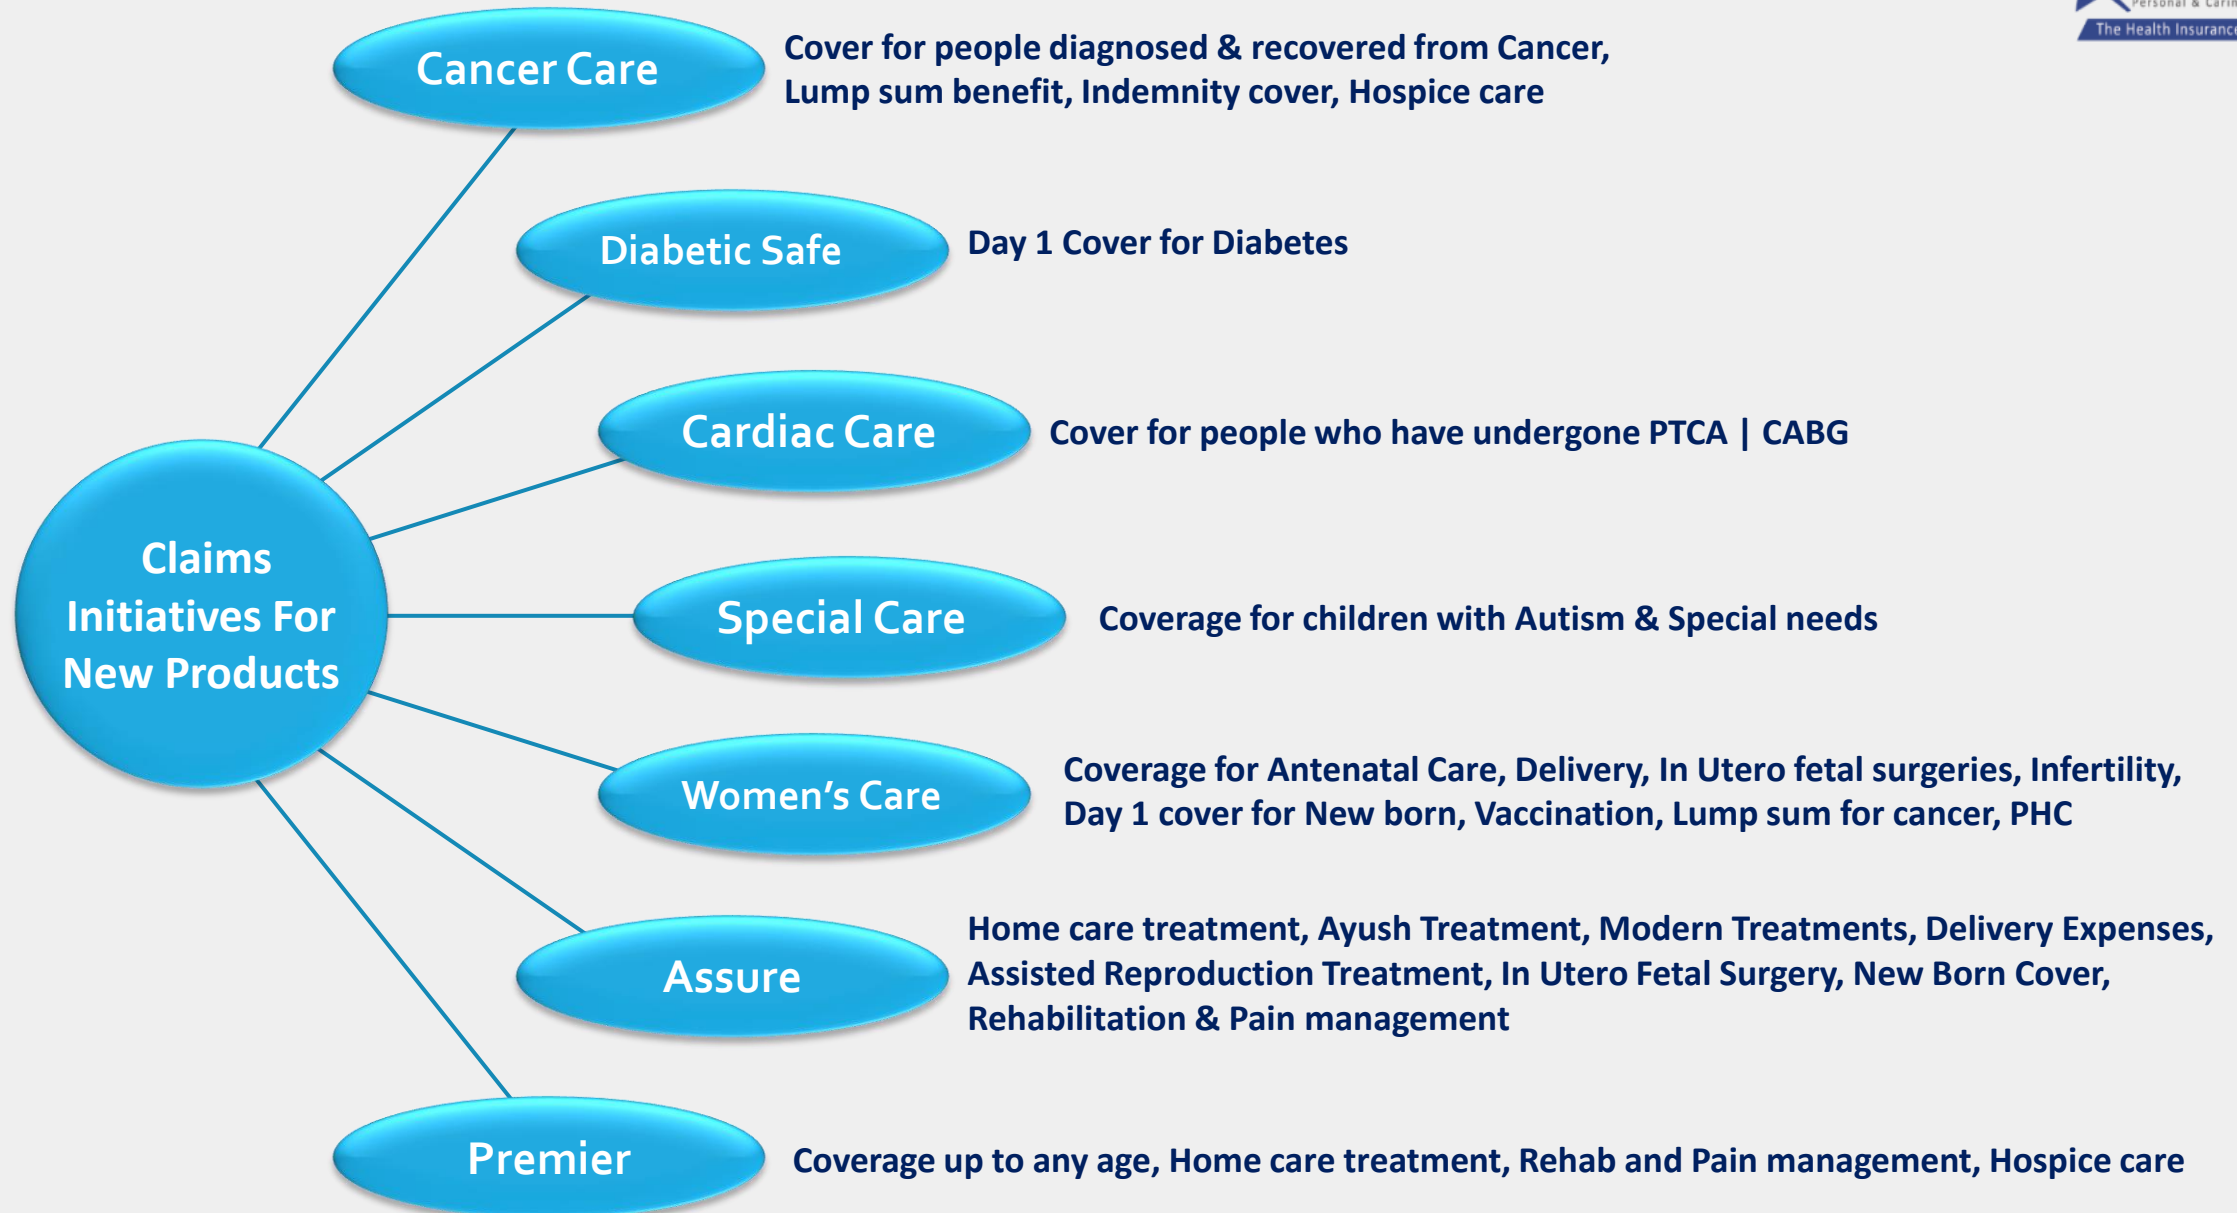 Personal & Carin
The Health Insurance
Cancer Care
Cover for people diagnosed & recovered from Cancer,
Lump sum benefit, Indemnity cover, Hospice care
Diabetic Safe
Day 1 Cover for Diabetes
Cardiac Care
Cover for people who have undergone PTCA | CABG
Claims
Initiatives For
New Products
Special Care
Coverage for children with Autism & Special needs
Women’s Care
Coverage for Antenatal Care, Delivery, In Utero fetal surgeries, Infertility,
Day 1 cover for New born, Vaccination, Lump sum for cancer, PHC
Assure
Home care treatment, Ayush Treatment, Modern Treatments, Delivery Expenses,
Assisted Reproduction Treatment, In Utero Fetal Surgery, New Born Cover,
Rehabilitation & Pain management
Premier
Coverage up to any age, Home care treatment, Rehab and Pain management, Hospice care